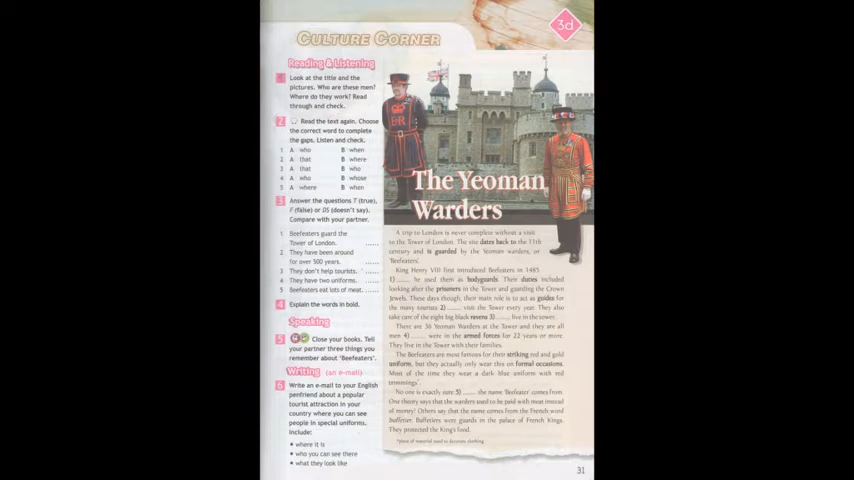 3d
CULTURE CORNER
Reading & Listening
1 Look at the title and the
pictures. Who are these men?
Where do they work? Read
through and check.
2 Read the text again. Choose
the correct word to complete
the gaps. Listen and check.
1 A who B when
2 A that B where
3 A that B who
4 A who B whose
5 A where B when
3 Answer the questions T (true),
F (false) or DS (doesn't say).
Compare with your partner.
1 Beefeaters guard the
Tower of London. ......
2 They have been around
for over 500 years. ......
3 They don't help tourists. ......
4 They have two uniforms. ......
5 Beefeaters eat lots of meat. ......
4 Explain the words in bold.
Speaking
5 Close your books. Tell
your partner three things you
remember about 'Beefeaters'.
Writing (an e-mail)
6 Write an e-mail to your English
penfriend about a popular
tourist attraction in your
country where you can see
people in special uniforms.
Include:
• where it is
• who you can see there
• what they look like
E R
The Yeoman
Warders
A trip to London is never complete without a visit
to the Tower of London. The site dates back to the 11th
century and is guarded by the Yeoman warders, or
'Beefeaters'.
King Henry VIII first introduced Beefeaters in 1485
1) ...... he used them as bodyguards. Their duties included
looking after the prisoners in the Tower and guarding the Crown
Jewels. These days though, their main role is to act as guides for
the many tourists 2) ...... visit the Tower every year. They also
take care of the eight big black ravens 3) ...... live in the tower.
There are 36 Yeoman Warders at the Tower and they are all
men 4) ...... were in the armed forces for 22 years or more.
They live in the Tower with their families.
The Beefeaters are most famous for their striking red and gold
uniform, but they actually only wear this on formal occasions.
Most of the time they wear a dark blue uniform with red
trimmings*.
No one is exactly sure 5) ...... the name 'Beefeater' comes from.
One theory says that the warders used to be paid with meat instead
of money! Others say that the name comes from the French word
Buffetier. Buffetiers were guards in the palace of French Kings.
They protected the King's food.
*piece of material used to decorate clothing
31